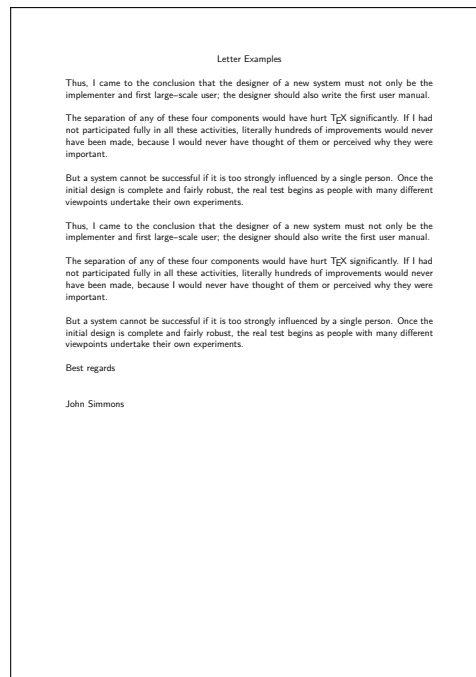 Letter Examples
Thus, I came to the conclusion that the designer of a new system must not only be the
implementer and first large–scale user; the designer should also write the first user manual.
The separation of any of these four components would have hurt TEX significantly. If I had
not participated fully in all these activities, literally hundreds of improvements would never
have been made, because I would never have thought of them or perceived why they were
important.
But a system cannot be successful if it is too strongly influenced by a single person. Once the
initial design is complete and fairly robust, the real test begins as people with many different
viewpoints undertake their own experiments.
Thus, I came to the conclusion that the designer of a new system must not only be the
implementer and first large–scale user; the designer should also write the first user manual.
The separation of any of these four components would have hurt TEX significantly. If I had
not participated fully in all these activities, literally hundreds of improvements would never
have been made, because I would never have thought of them or perceived why they were
important.
But a system cannot be successful if it is too strongly influenced by a single person. Once the
initial design is complete and fairly robust, the real test begins as people with many different
viewpoints undertake their own experiments.
Best regards
John Simmons